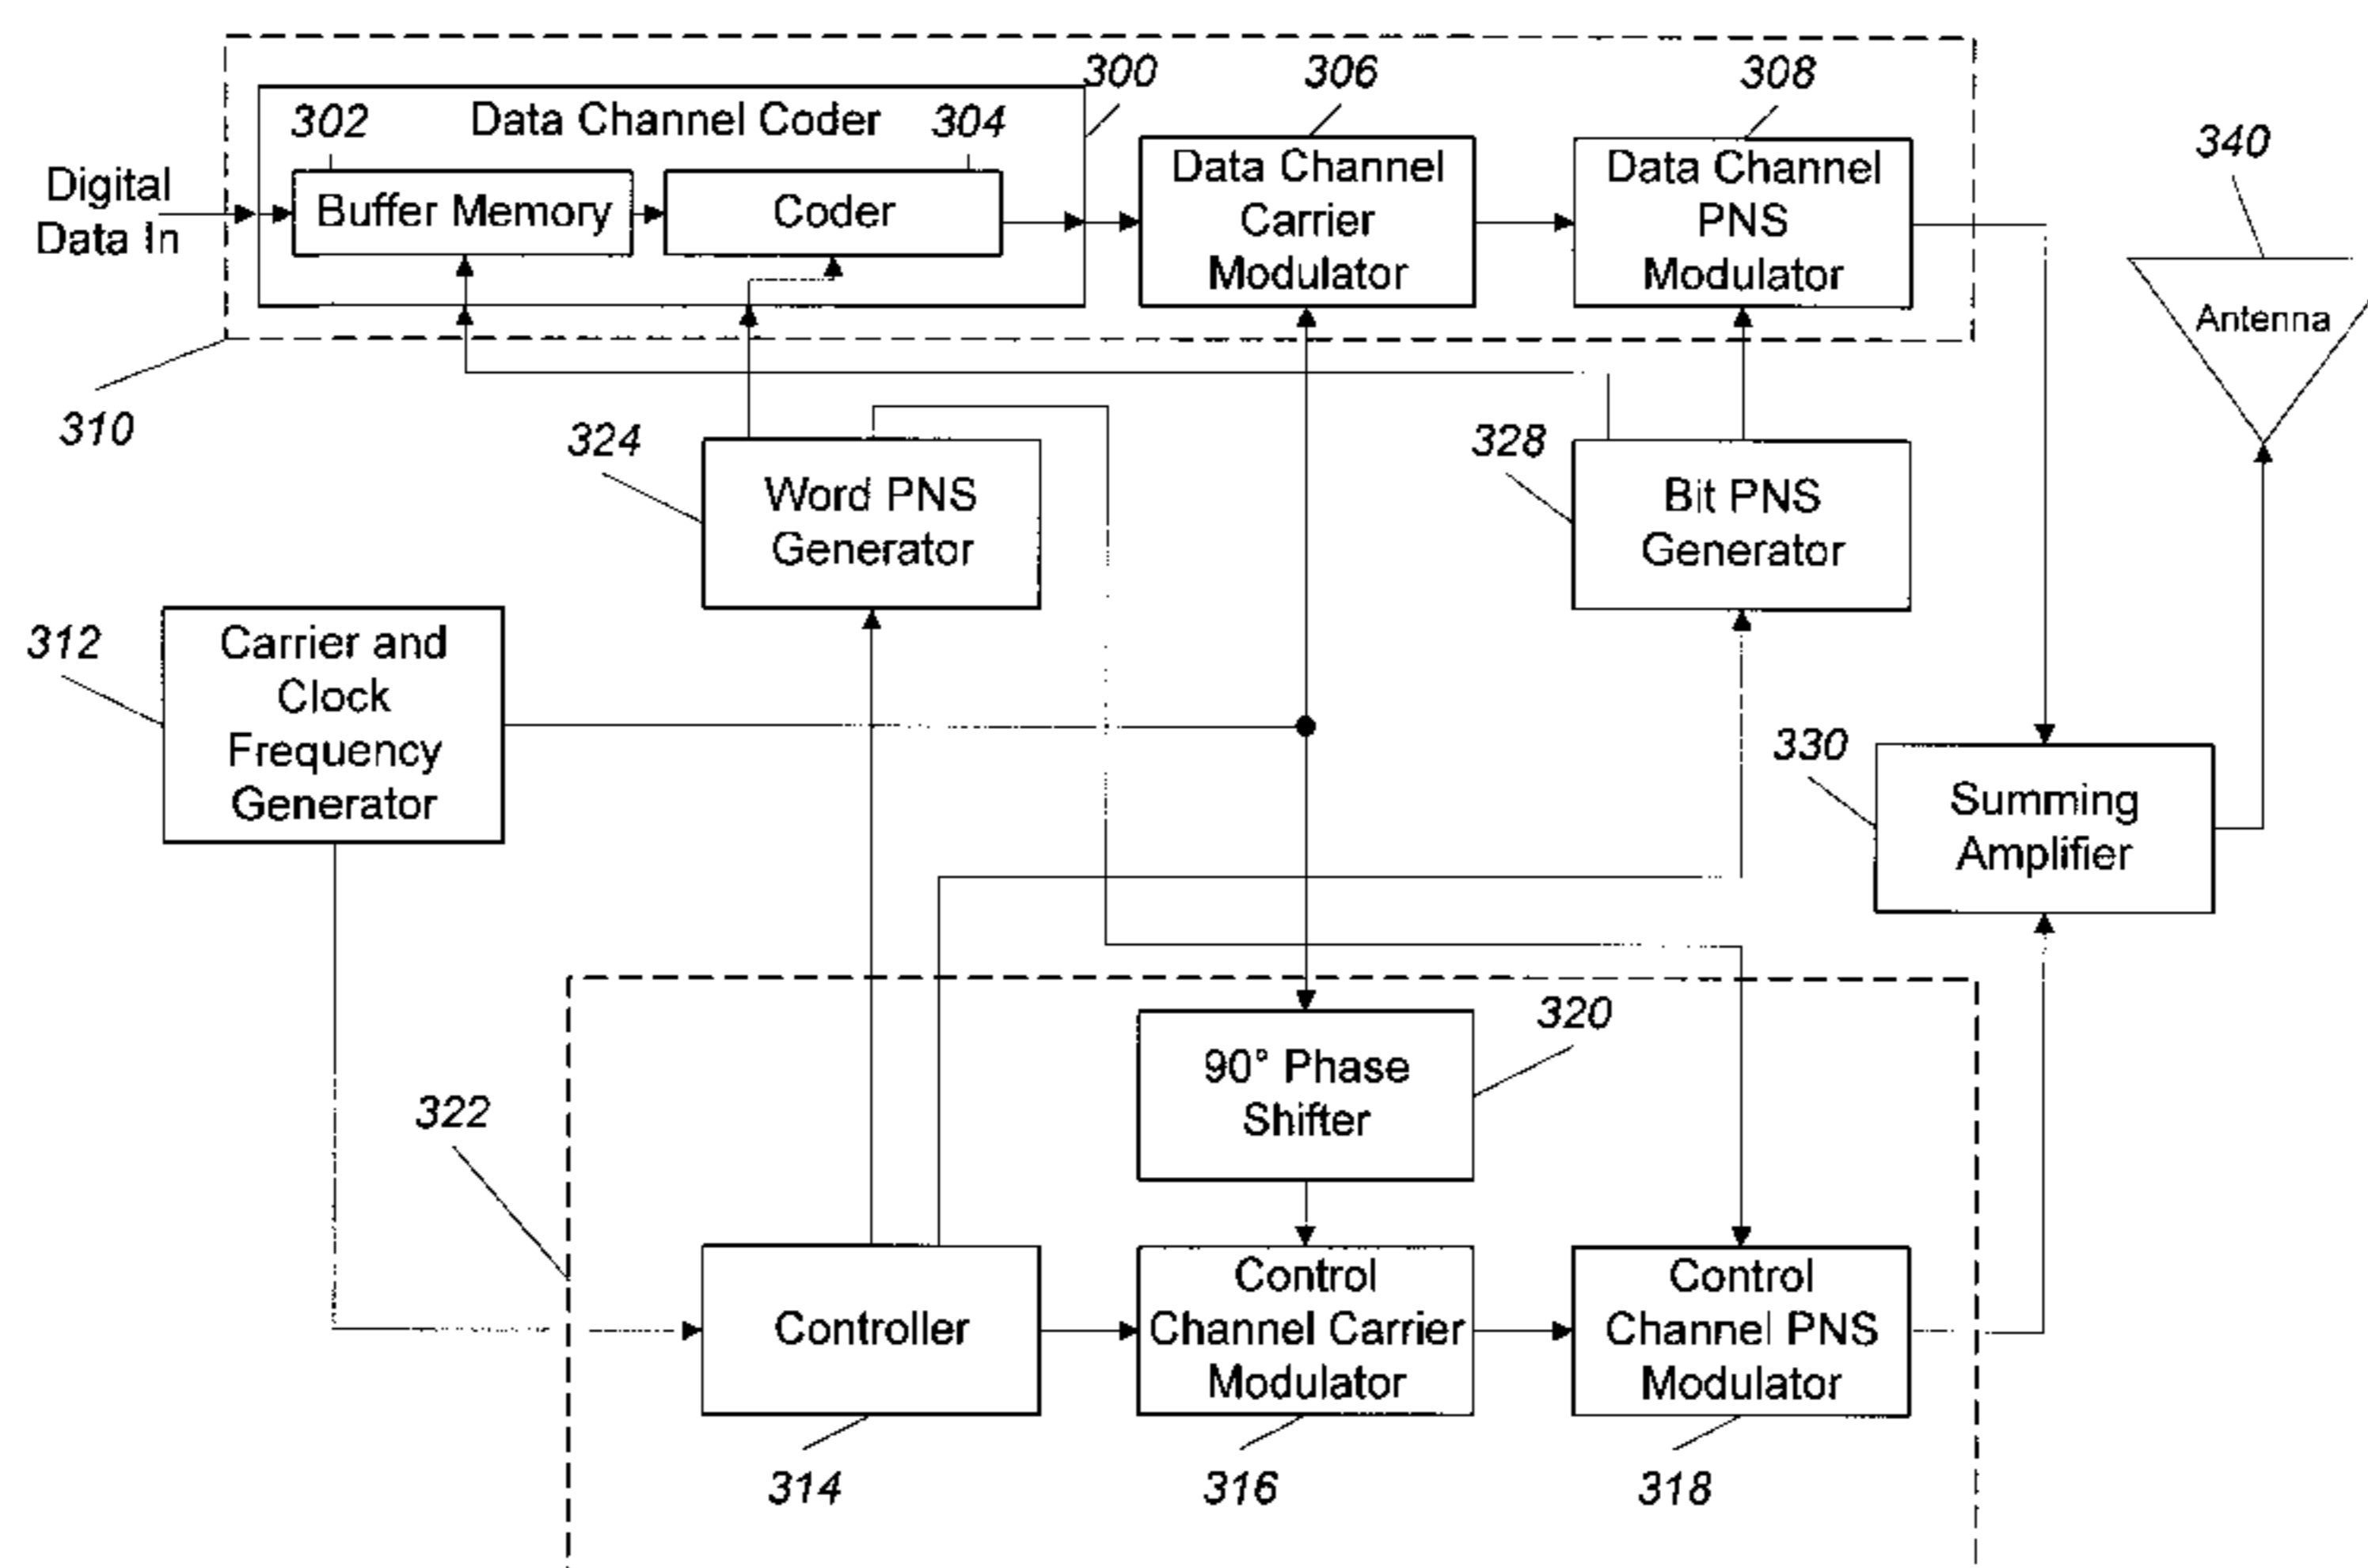 300
306
308
302
Data Channel Coder
304
340
Digital
Data In
Buffer Memory
Coder
Data Channel
Carrier
Modulator
Data Channel
PNS
Modulator
Antenna
310
324
328
Word PNS
Generator
Bit PNS
Generator
312
Carrier and
Clock
Frequency
Generator
330
Summing
Amplifier
320
90° Phase
Shifter
322
Controller
Control
Channel Carrier
Modulator
Control
Channel PNS
Modulator
314
316
318